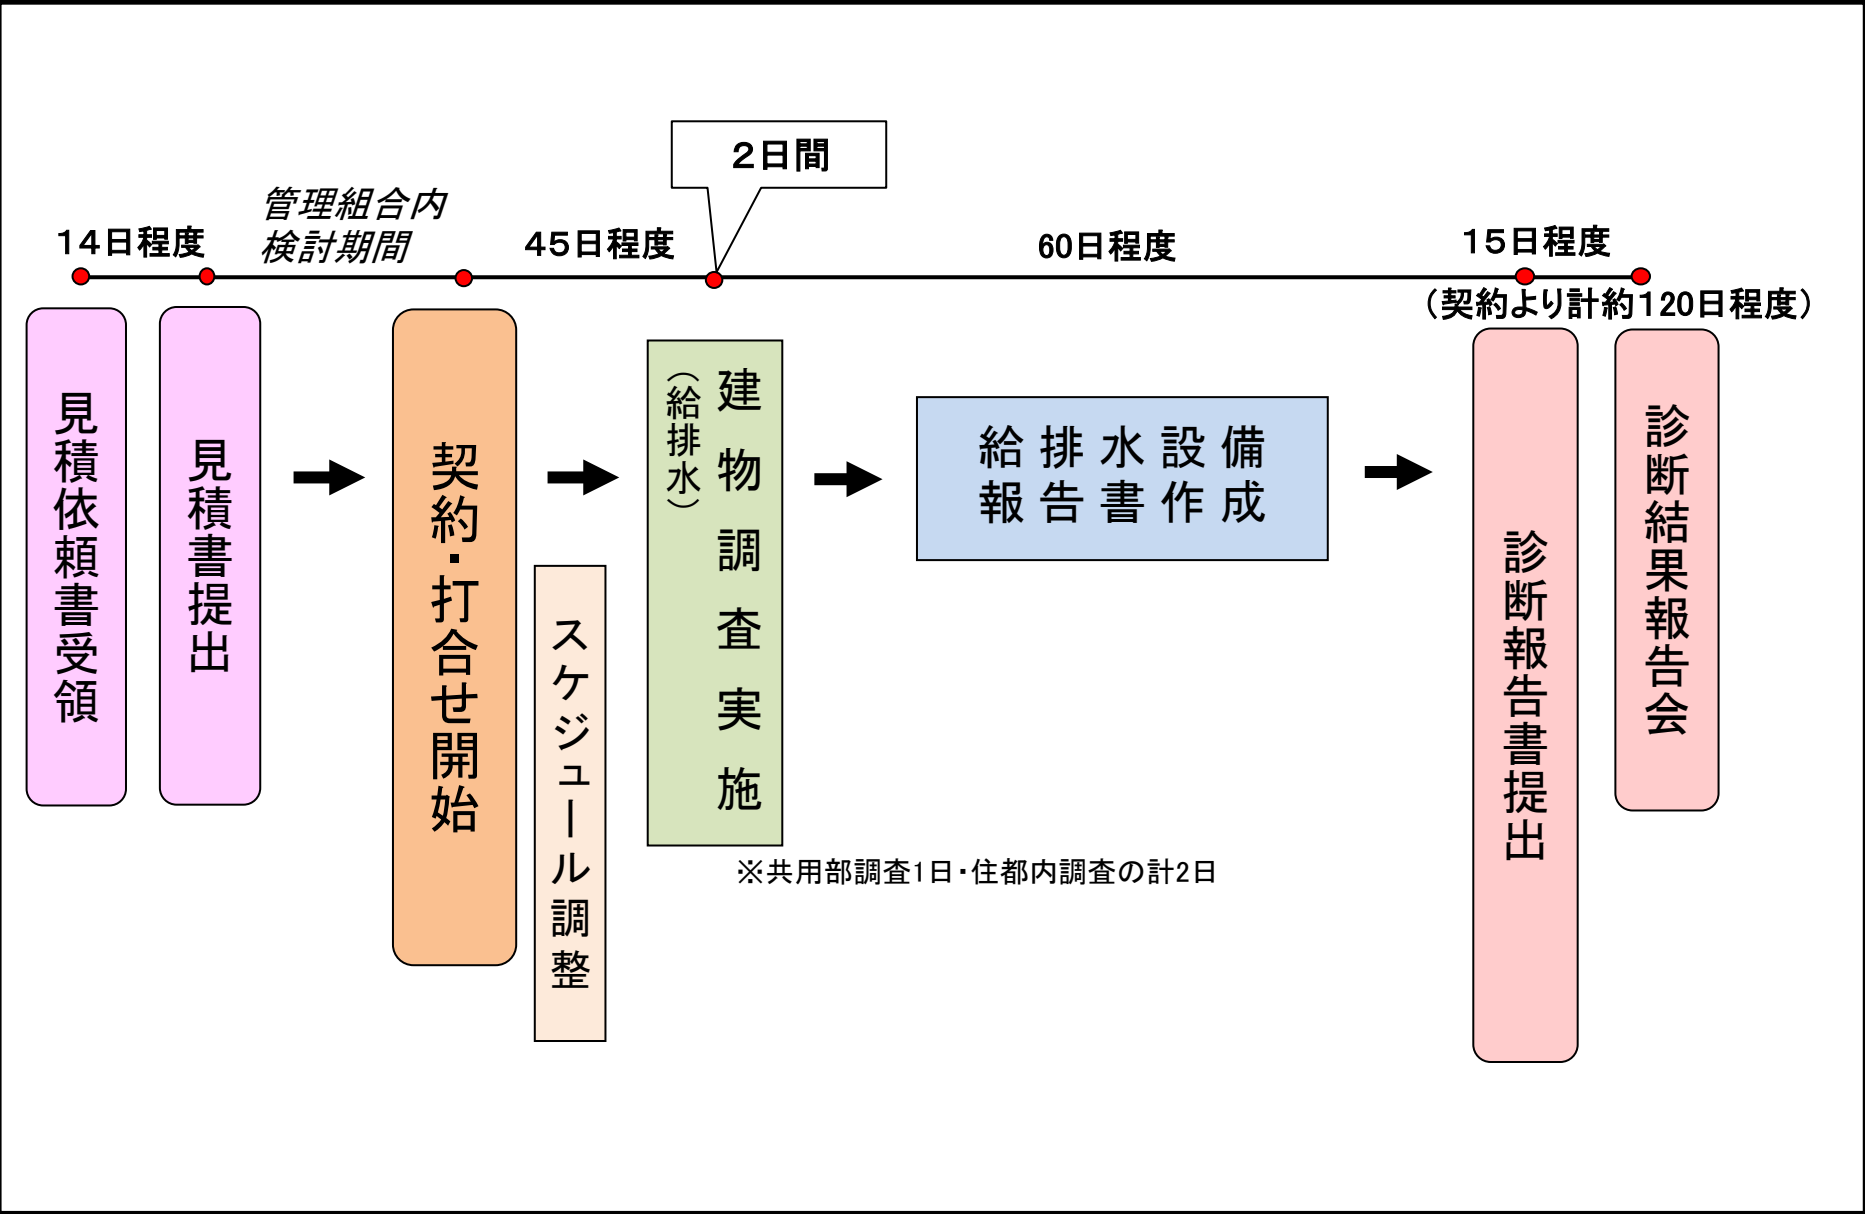 2日間
管理組合内
検討期間
14日程度
45日程度
60日程度
15日程度
（契約より計約120日程度）
見積依頼書受領
見積書提出
契約・打合せ開始
スケジュール調整
建物調査実施
（給排水）
給排水設備
報告書作成
診断報告書提出
診断結果報告会
※共用部調査1日・住都内調査の計2日